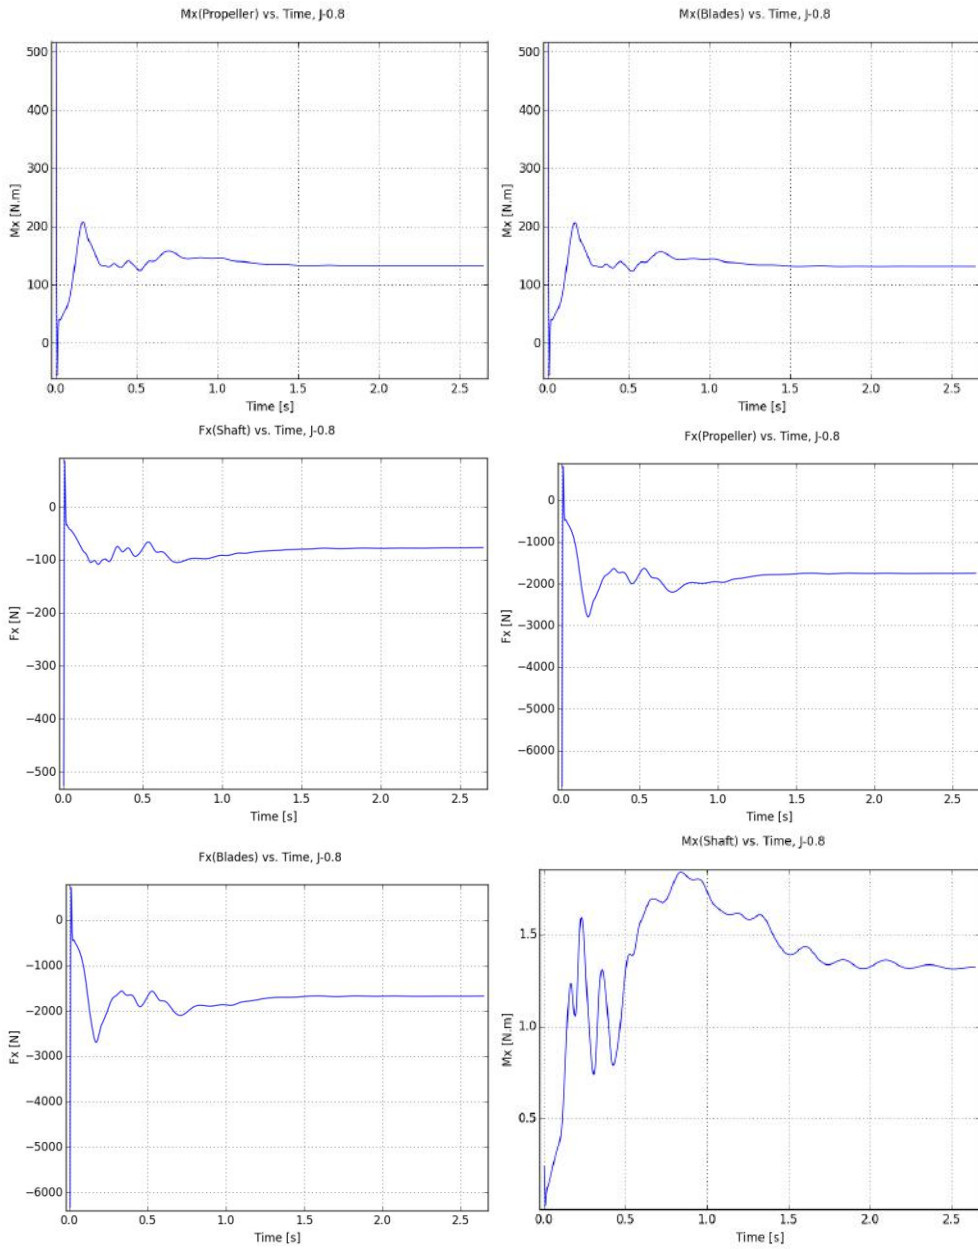 Mx(Propeller) vs. Time, J-0.8
500
400
300
200
100
0
Mx [N.m]
0.0 0.5 1.0 1.5 2.0 2.5
Time [s]
Mx(Blades) vs. Time, J-0.8
500
400
300
200
100
0
Mx [N.m]
0.0 0.5 1.0 1.5 2.0 2.5
Time [s]
Fx(Shaft) vs. Time, J-0.8
0
−100
−200
−300
−400
−500
Fx [N]
0.0 0.5 1.0 1.5 2.0 2.5
Time [s]
Fx(Propeller) vs. Time, J-0.8
0
−1000
−2000
−3000
−4000
−5000
−6000
Fx [N]
0.0 0.5 1.0 1.5 2.0 2.5
Time [s]
Fx(Blades) vs. Time, J-0.8
0
−1000
−2000
−3000
−4000
−5000
−6000
Fx [N]
0.0 0.5 1.0 1.5 2.0 2.5
Time [s]
Mx(Shaft) vs. Time, J-0.8
1.5
1.0
0.5
Mx [N.m]
0.0 0.5 1.0 1.5 2.0 2.5
Time [s]